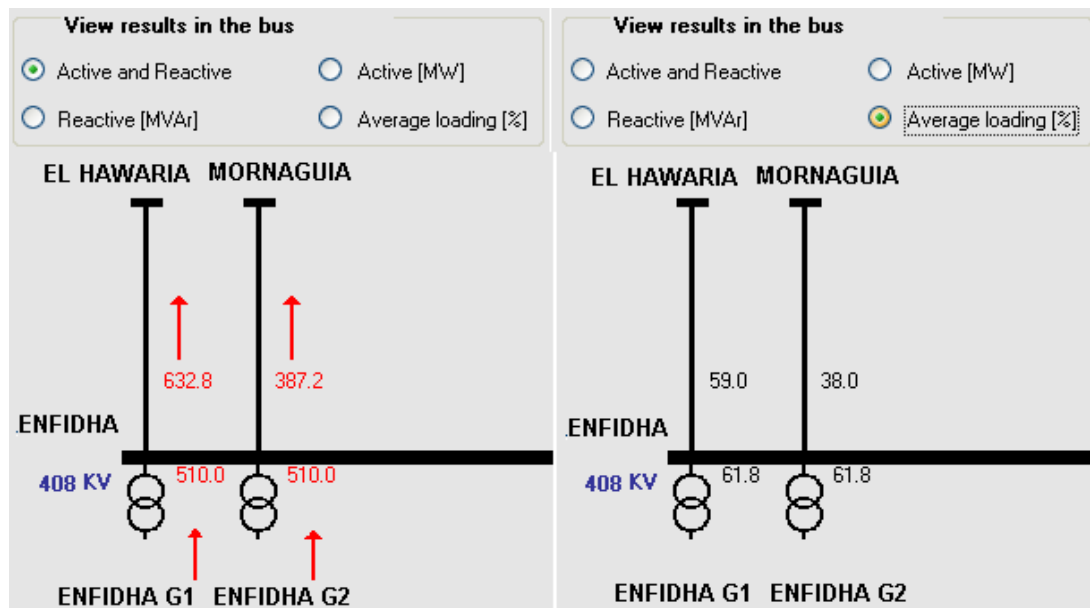 View results in the bus
Active and Reactive
Active [MW]
Reactive [MVAr]
Average loading [%]
EL HAWARIA
MORNAGUIA
632.8
387.2
.ENFIDHA
408 KV
510.0
510.0
ENFIDHA G1
ENFIDHA G2
View results in the bus
Active and Reactive
Active [MW]
Reactive [MVAr]
Average loading [%]
EL HAWARIA
MORNAGUIA
59.0
38.0
.ENFIDHA
408 KV
61.8
61.8
ENFIDHA G1
ENFIDHA G2